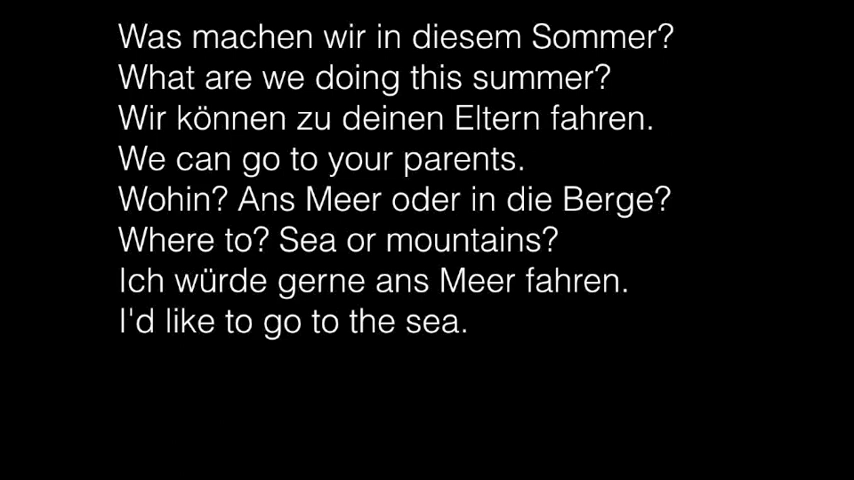 Was machen wir in diesem Sommer?
What are we doing this summer?
Wir können zu deinen Eltern fahren.
We can go to your parents.
Wohin? Ans Meer oder in die Berge?
Where to? Sea or mountains?
Ich würde gerne ans Meer fahren.
I'd like to go to the sea.